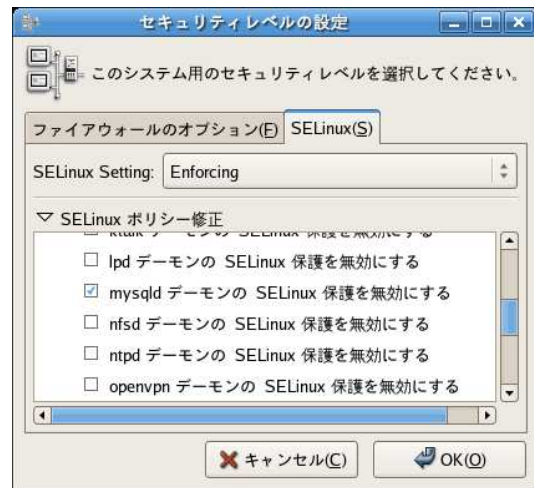 セキュリティレベルの設定
このシステム用のセキュリティレベルを選択してください。
ファイアウォールのオプション(F) SELinux(S)
SELinux Setting: Enforcing
SELinux ポリシー修正
lpd デーモンの SELinux 保護を無効にする
mysqld デーモンの SELinux 保護を無効にする
nfsd デーモンの SELinux 保護を無効にする
ntpd デーモンの SELinux 保護を無効にする
openvpn デーモンの SELinux 保護を無効にする
キャンセル(C) OK(O)